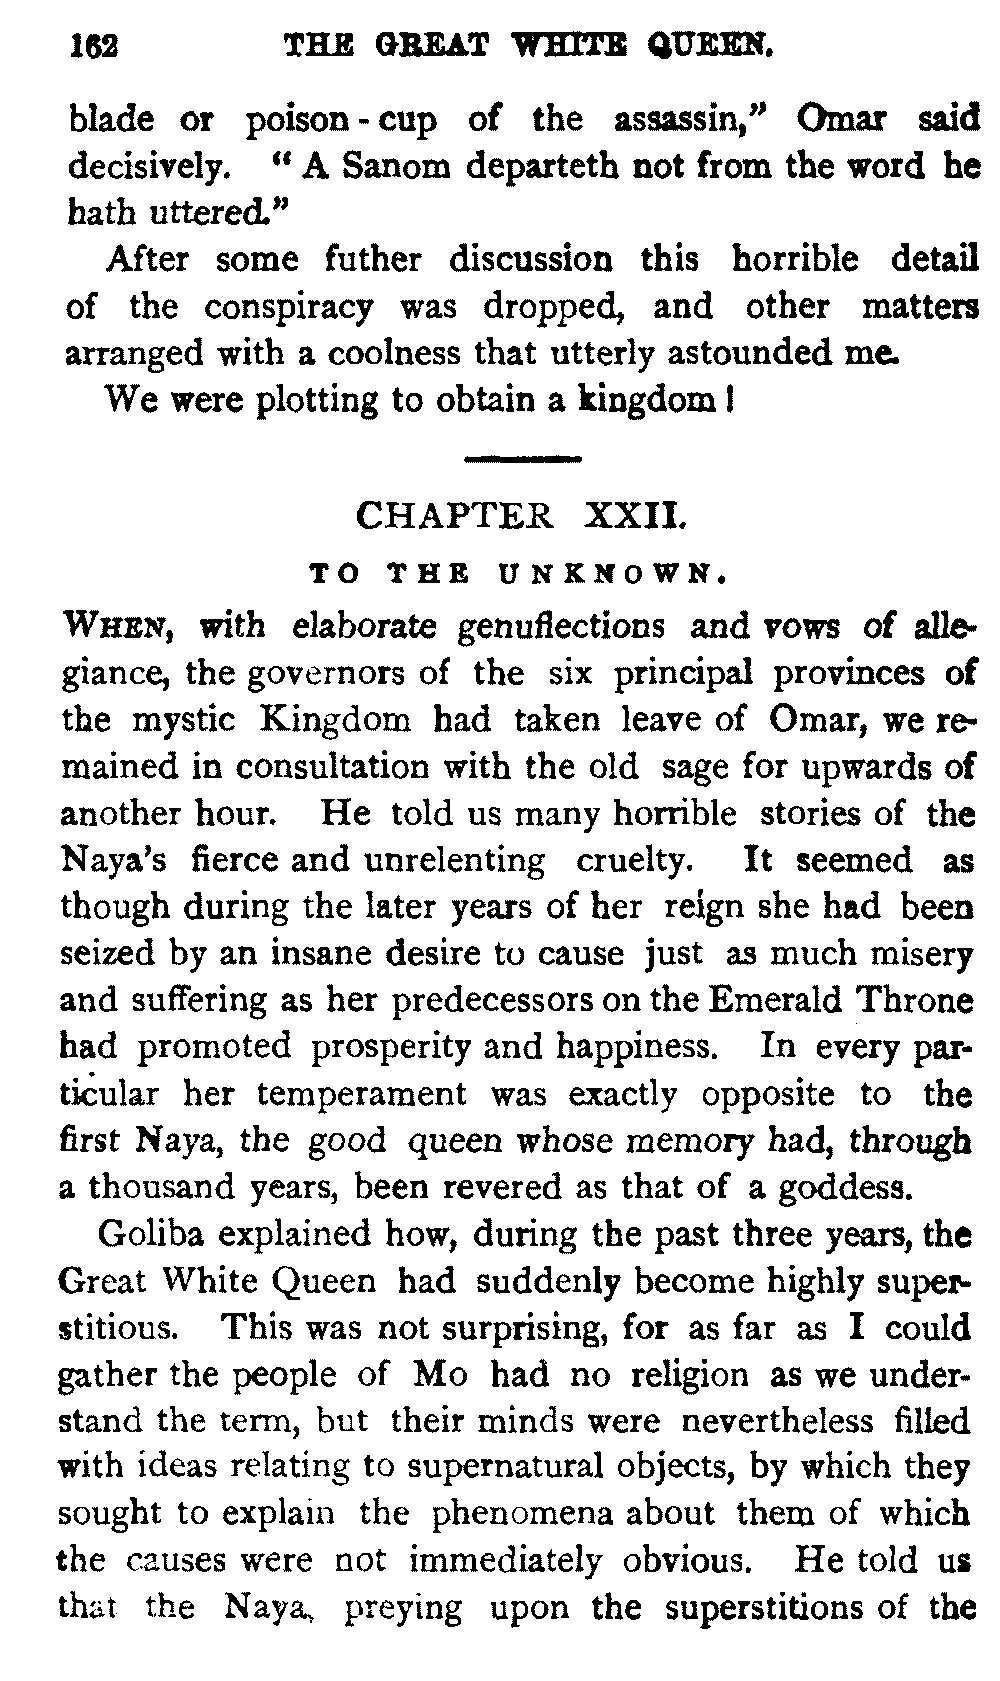 162 THE GREAT WHITE QUEEN.
blade or poison-cup of the assassin,” Omar said
decisively. “A Sanom departeth not from the word he
hath uttered.”
After some futher discussion this horrible detail
of the conspiracy was dropped, and other matters
arranged with a coolness that utterly astounded me.
We were plotting to obtain a kingdom!
CHAPTER XXII.
TO THE UNKNOWN.
WHEN, with elaborate genuflections and vows of alle-
giance, the governors of the six principal provinces of
the mystic Kingdom had taken leave of Omar, we re-
mained in consultation with the old sage for upwards of
another hour. He told us many horrible stories of the
Naya’s fierce and unrelenting cruelty. It seemed as
though during the later years of her reign she had been
seized by an insane desire to cause just as much misery
and suffering as her predecessors on the Emerald Throne
had promoted prosperity and happiness. In every par-
ticular her temperament was exactly opposite to the
first Naya, the good queen whose memory had, through
a thousand years, been revered as that of a goddess.
Goliba explained how, during the past three years, the
Great White Queen had suddenly become highly super-
stitious. This was not surprising, for as far as I could
gather the people of Mo had no religion as we under-
stand the term, but their minds were nevertheless filled
with ideas relating to supernatural objects, by which they
sought to explain the phenomena about them of which
the causes were not immediately obvious. He told us
that the Naya, preying upon the superstitions of the